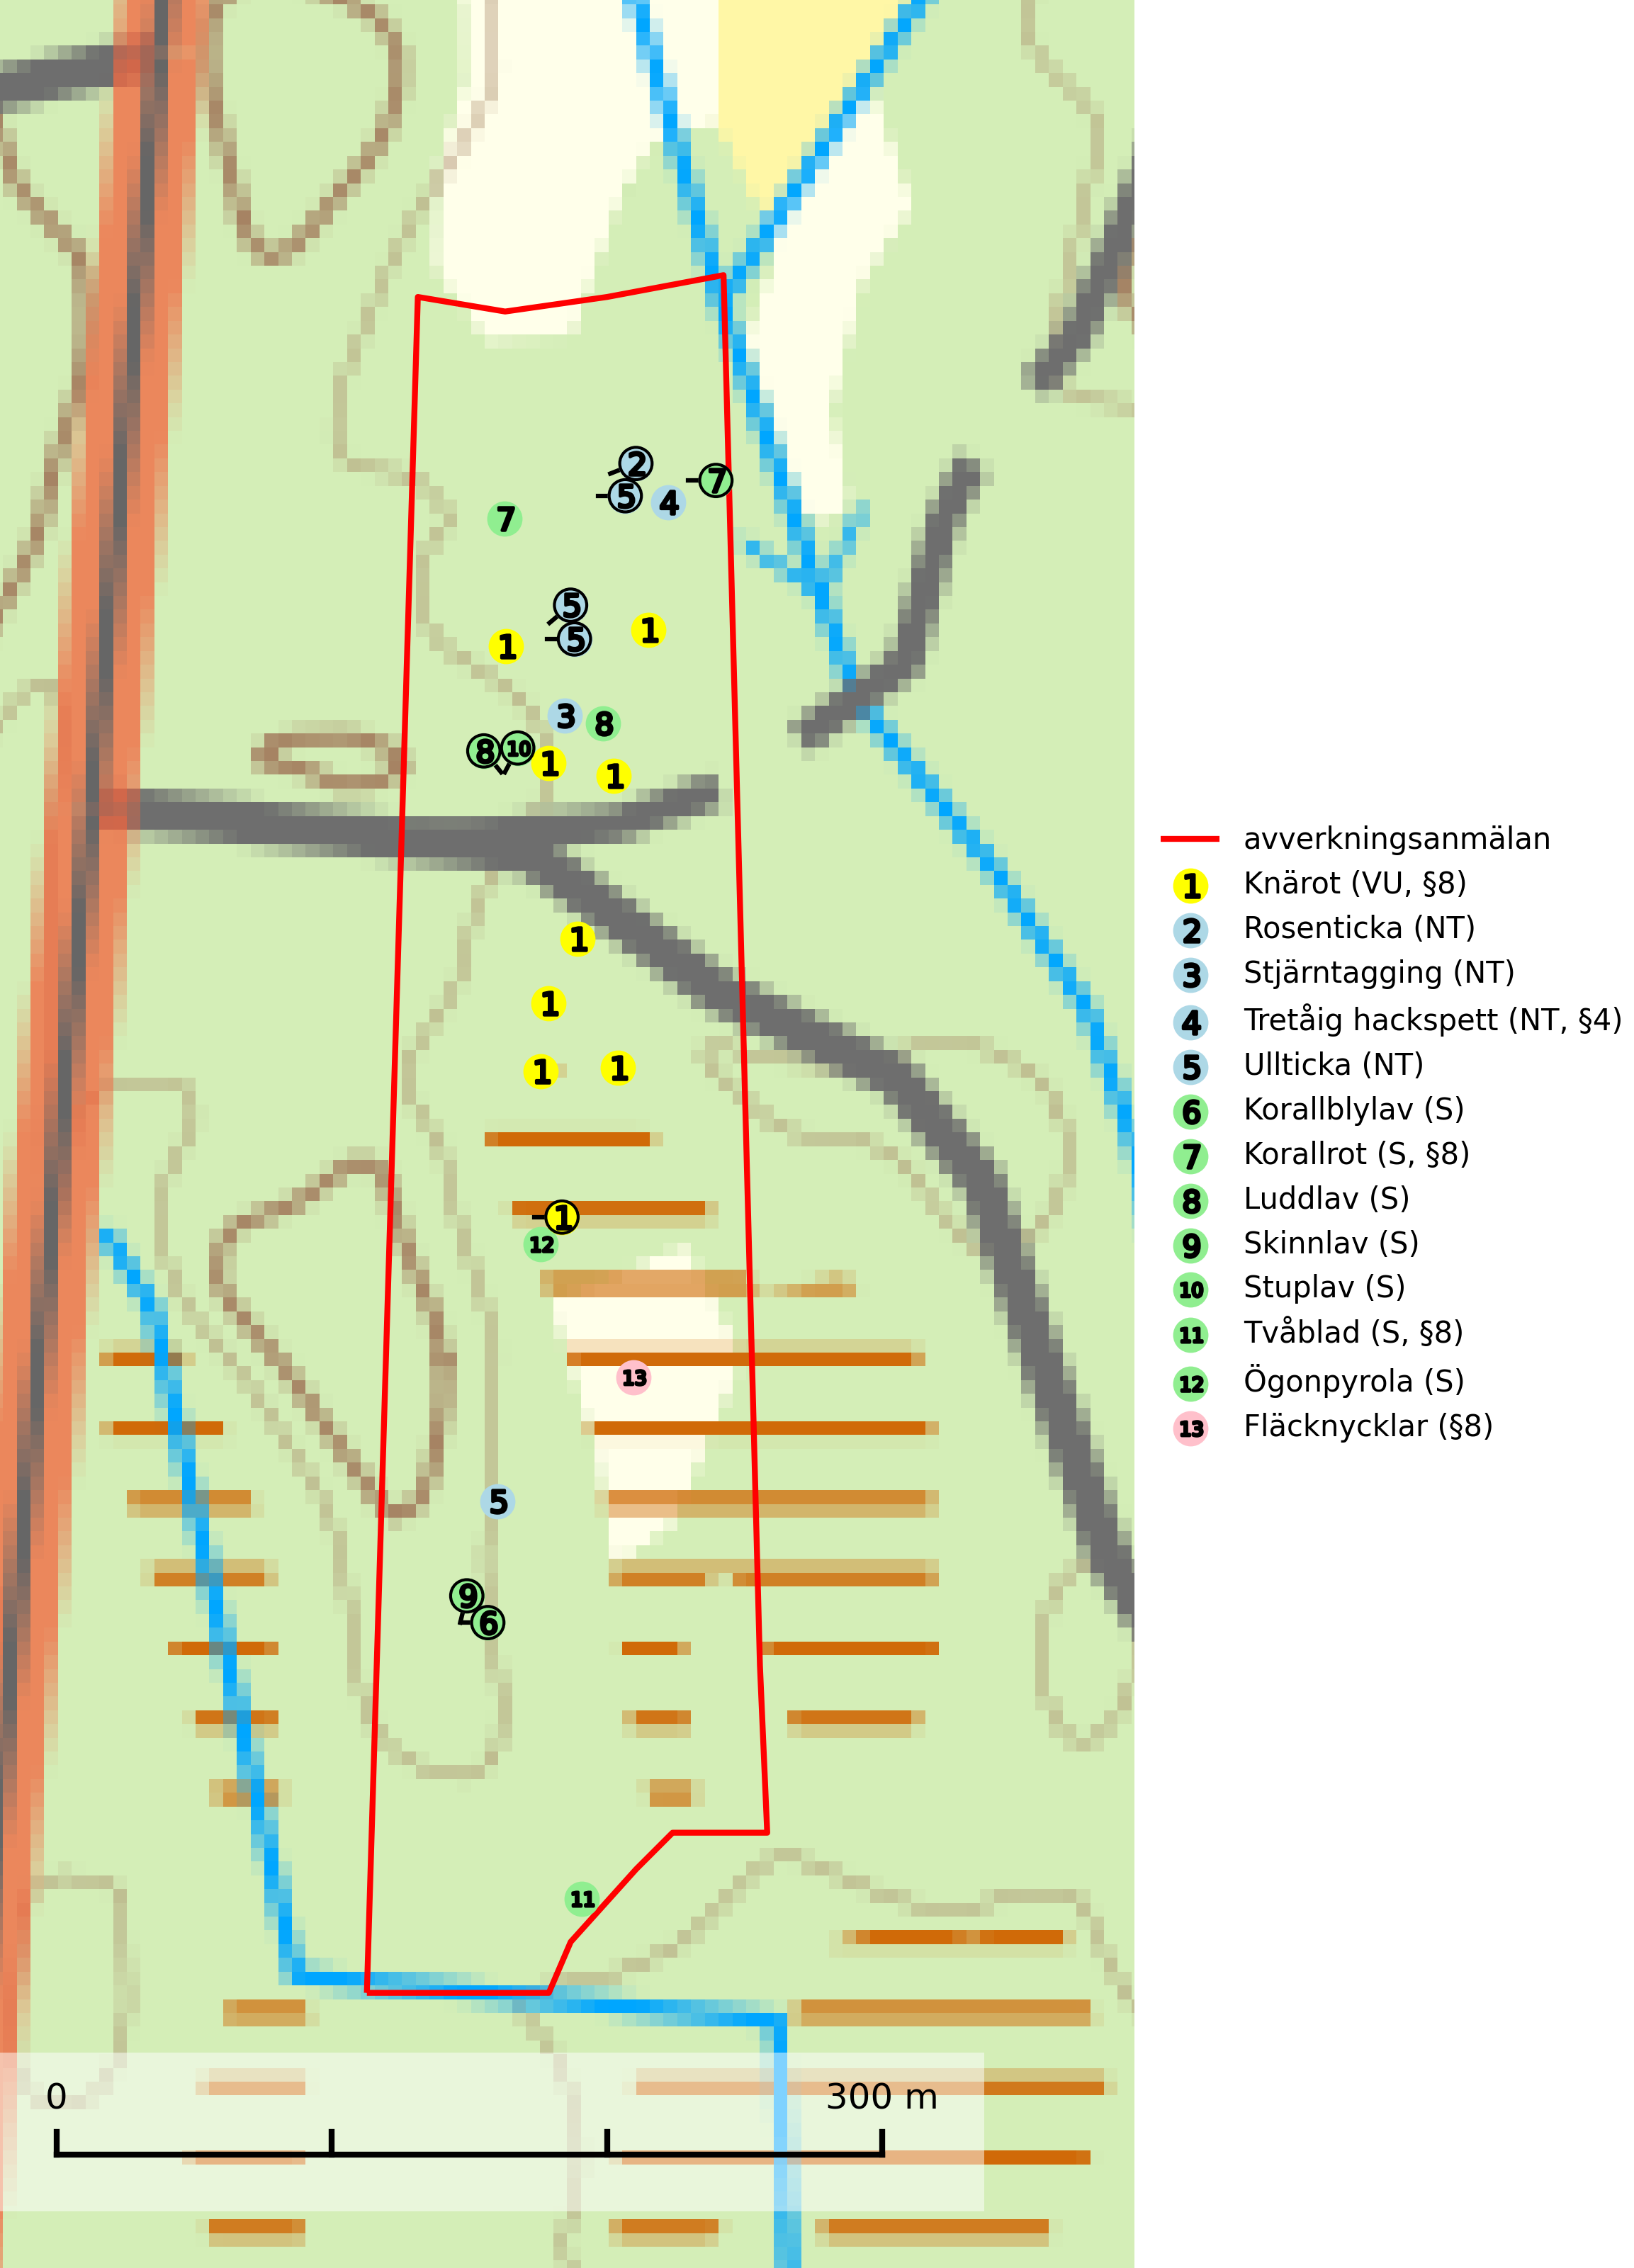 2
5
4
7
7
5
5
1
1
3
8
8
10
1
1
1
1
1
1
1
12
13
5
9
6
11
0
300 m
avverkningsanmälan
1 Knärot (VU, §8)
2 Rosenticka (NT)
3 Stjärntagging (NT)
4 Tretåig hackspett (NT, §4)
5 Ullticka (NT)
6 Korallblylav (S)
7 Korallrot (S, §8)
8 Luddlav (S)
9 Skinnlav (S)
10 Stuplav (S)
11 Tvåblad (S, §8)
12 Ögonpyrola (S)
13 Fläcknycklar (§8)